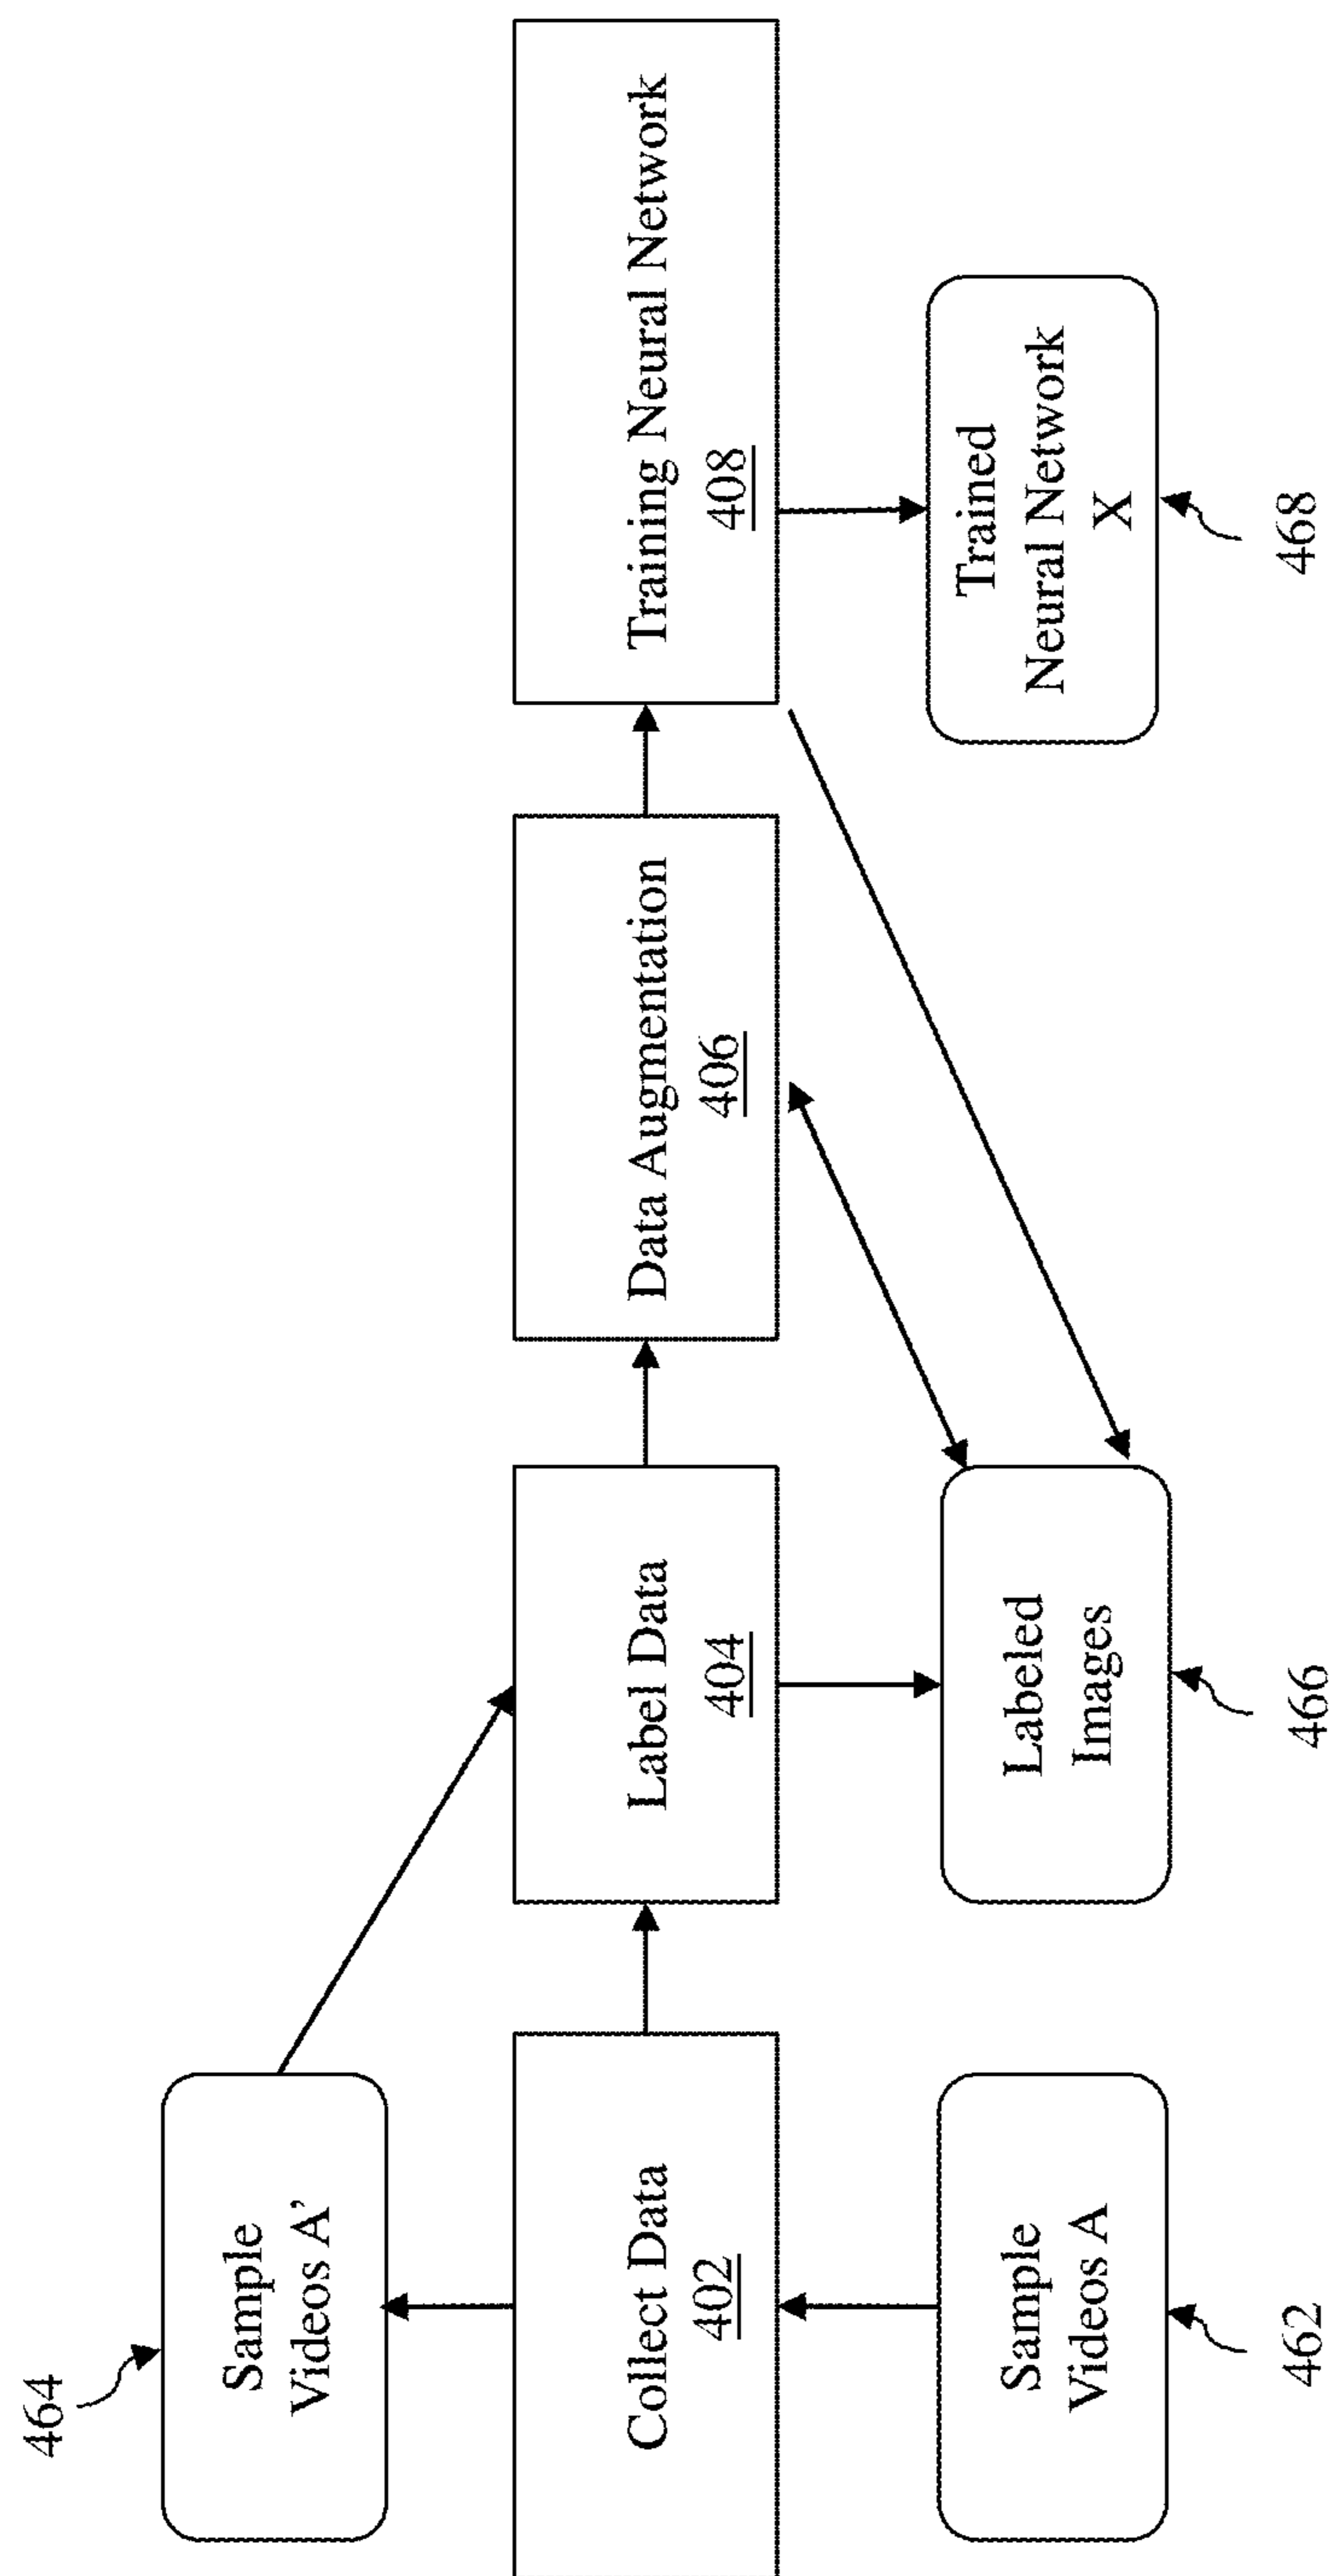 464
Sample
Videos A'
Collect Data
402
Label Data
404
Data Augmentation
406
Training Neural Network
408
Sample
Videos A
462
Labeled
Images
466
Trained
Neural Network
X
468